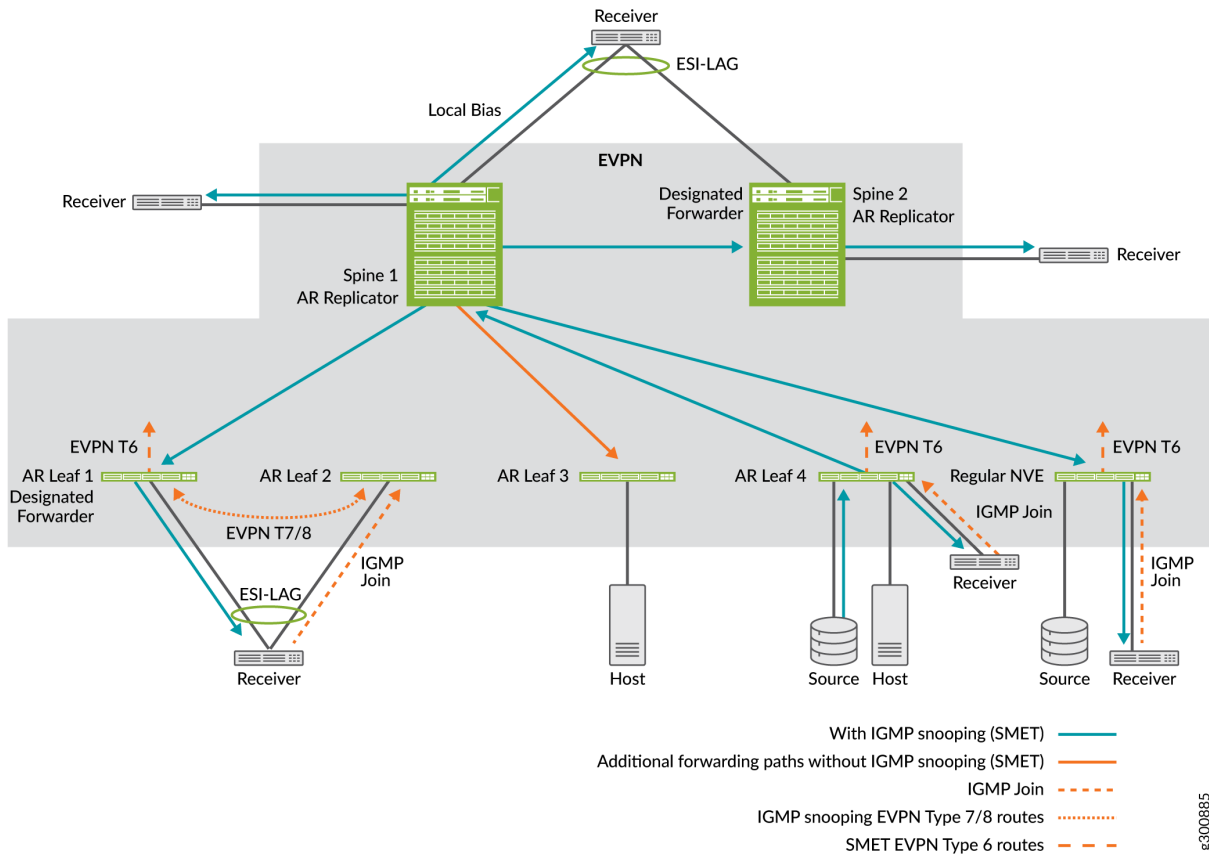 Receiver
ESI-LAG
Local Bias
EVPN
Receiver
Designated
Forwarder
Spine 2
AR Replicator
Receiver
Spine 1
AR Replicator
EVPN T6
AR Leaf 1
Designated
Forwarder
AR Leaf 2
EVPN T7/8
IGMP
Join
ESI-LAG
Receiver
AR Leaf 3
Host
EVPN T6
AR Leaf 4
IGMP Join
Receiver
Source
Host
EVPN T6
Regular NVE
IGMP
Join
Source
Receiver
With IGMP snooping (SMET)
Additional forwarding paths without IGMP snooping (SMET)
IGMP Join
IGMP snooping EVPN Type 7/8 routes
SMET EVPN Type 6 routes
g300885